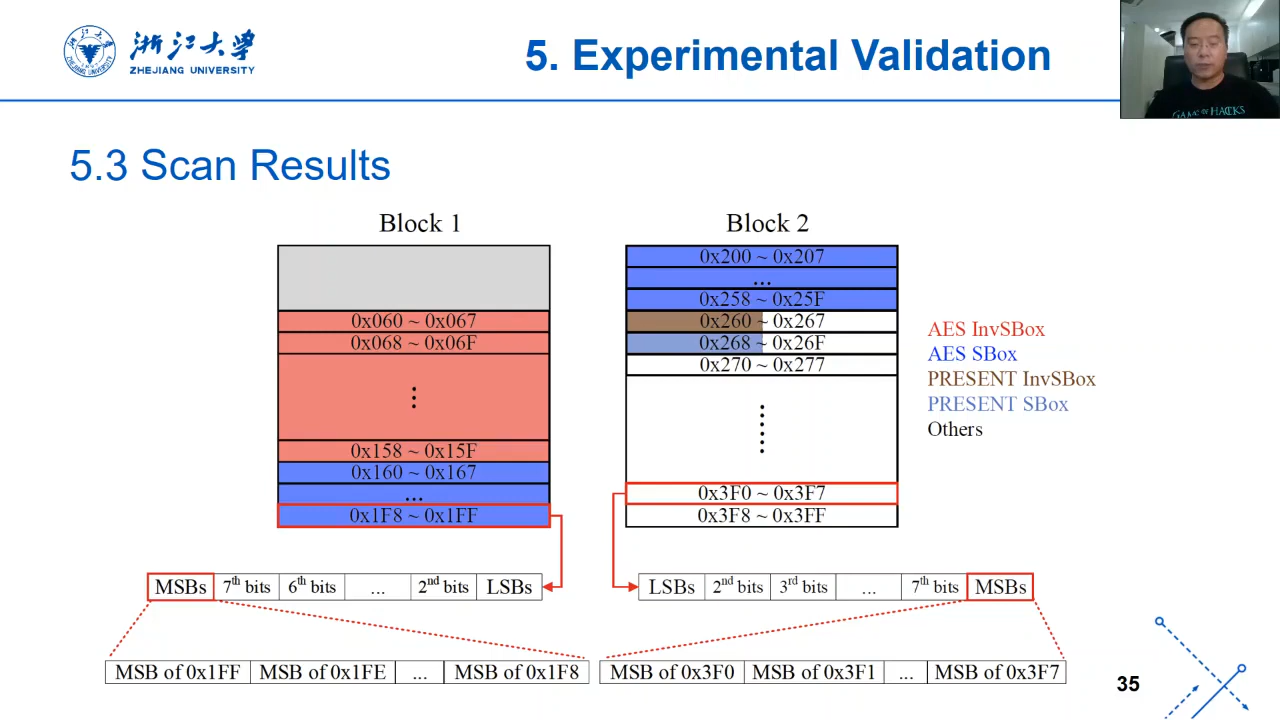 浙江大学
ZHEJIANG UNIVERSITY
5. Experimental Validation
GAME OF HACKS
5.3 Scan Results
Block 1
0x060 ~ 0x067
0x068 ~ 0x06F
⋮
0x158 ~ 0x15F
0x160 ~ 0x167
...
0x1F8 ~ 0x1FF
Block 2
0x200 ~ 0x207
...
0x258 ~ 0x25F
0x260 ~ 0x267
0x268 ~ 0x26F
0x270 ~ 0x277
⋮
0x3F0 ~ 0x3F7
0x3F8 ~ 0x3FF
AES InvSBox
AES SBox
PRESENT InvSBox
PRESENT SBox
Others
MSBs 7th bits 6th bits ... 2nd bits LSBs
LSBs 2nd bits 3rd bits ... 7th bits MSBs
MSB of 0x1FF MSB of 0x1FE ... MSB of 0x1F8
MSB of 0x3F0 MSB of 0x3F1 ... MSB of 0x3F7
35